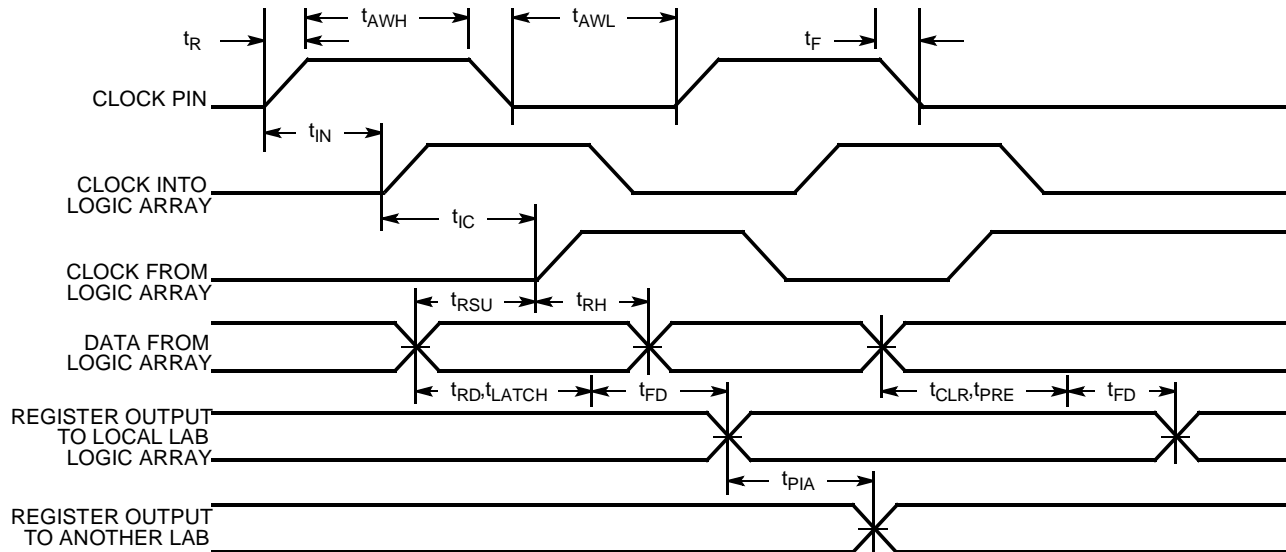 tAWH
tAWL
tR
tF
CLOCK PIN
tIN
CLOCK INTO
LOGIC ARRAY
tIC
CLOCK FROM
LOGIC ARRAY
tRSU
tRH
DATA FROM
LOGIC ARRAY
tRD,tLATCH
tFD
tCLR,tPRE
tFD
REGISTER OUTPUT
TO LOCAL LAB
LOGIC ARRAY
tPIA
REGISTER OUTPUT
TO ANOTHER LAB